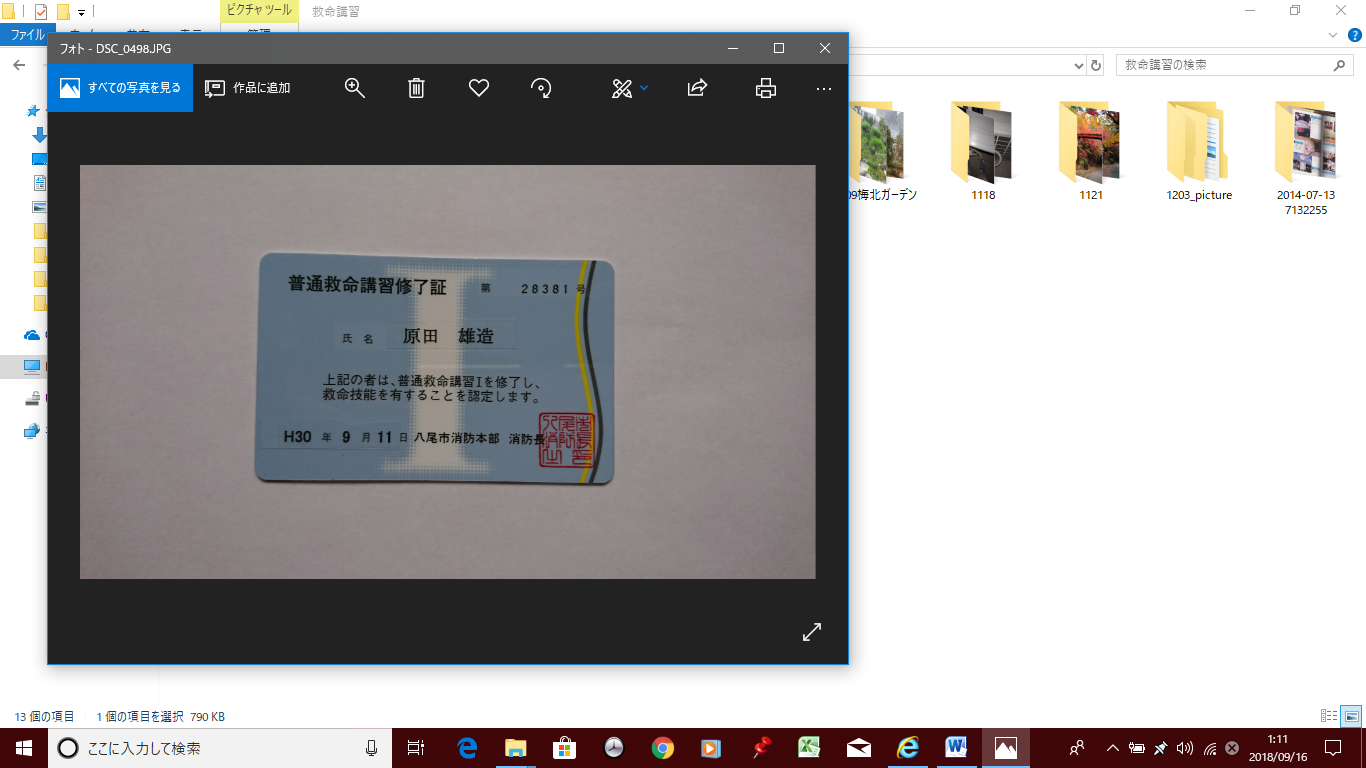 ピクチャ ツール
救命講習
ファイル
フォト - DSC_0498.JPG
すべての写真を見る
作品に追加
救命講習の検索
普通救命講習修了証 第 28381 号
氏 名 原田 雄造
上記の者は、普通救命講習Iを修了し、
救命技能を有することを認定します。
H30 年 9 月 11 日 八尾市消防本部 消防長
09梅北ガーデン
1118
1121
1203_picture
2014-07-13
7132255
13 個の項目
1 個の項目を選択 790 KB
ここに入力して検索
1:11
2018/09/16